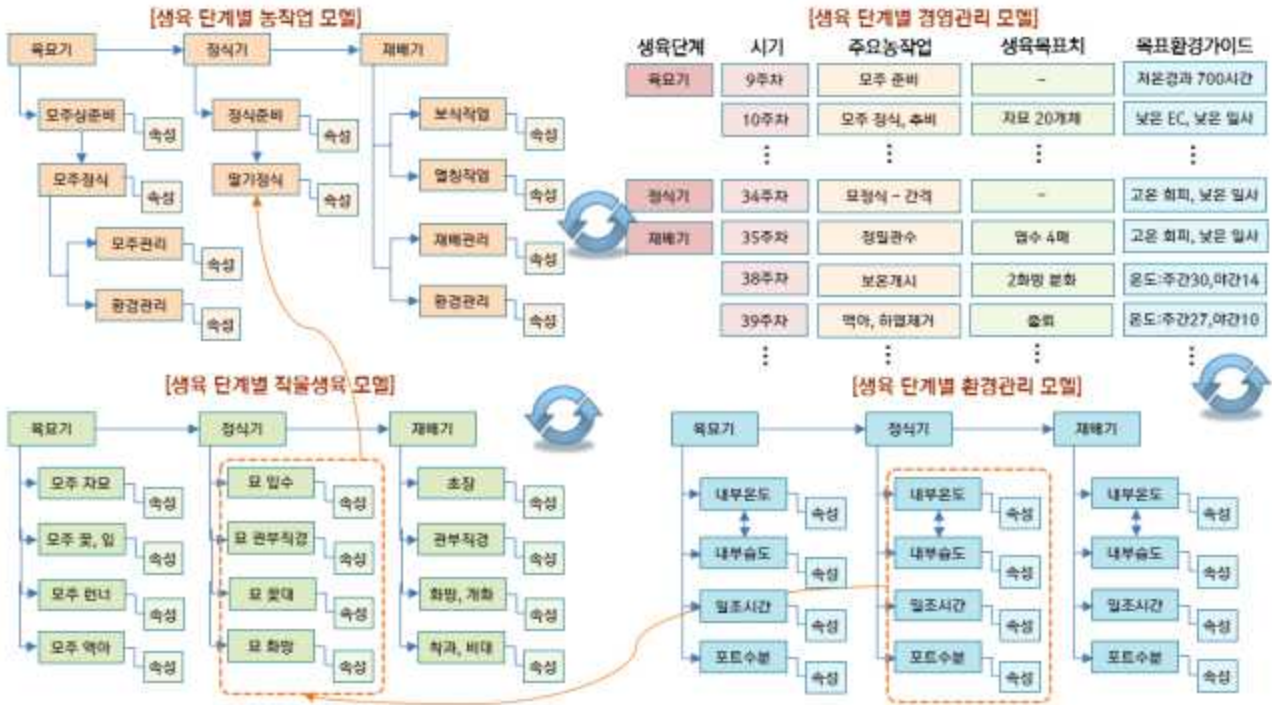 [생육 단계별 농작업 모델]
육묘기
정식기
재배기
모주상준비
속성
모주정식
속성
모주관리
속성
환경관리
속성
정식준비
속성
딸기정식
속성
보식작업
속성
멀칭작업
속성
재배관리
속성
환경관리
속성
[생육 단계별 경영관리 모델]
생육단계 시기 주요농작업 생육목표치 목표환경가이드
육묘기 9주차 모주 준비 - 저온경과 700시간
10주차 모주 정식, 추비 자묘 20개체 낮은 EC, 낮은 일사
정식기 34주차 묘정식 - 간격 - 고온 회피, 낮은 일사
재배기 35주차 정밀관수 엽수 4매 고온 회피, 낮은 일사
38주차 보온개시 2화방 분화 온도:주간30,야간14
39주차 액아, 하엽제거 출뢰 온도:주간27,야간10
[생육 단계별 작물생육 모델]
육묘기
정식기
재배기
모주 자묘
속성
모주 꽃, 잎
속성
모주 런너
속성
모주 액아
속성
묘 잎수
속성
묘 관부직경
속성
묘 꽃대
속성
묘 화방
속성
초장
속성
관부직경
속성
화방, 개화
속성
착과, 비대
속성
[생육 단계별 환경관리 모델]
육묘기
정식기
재배기
내부온도
속성
내부습도
속성
일조시간
속성
포트수분
속성
내부온도
속성
내부습도
속성
일조시간
속성
포트수분
속성
내부온도
속성
내부습도
속성
일조시간
속성
포트수분
속성